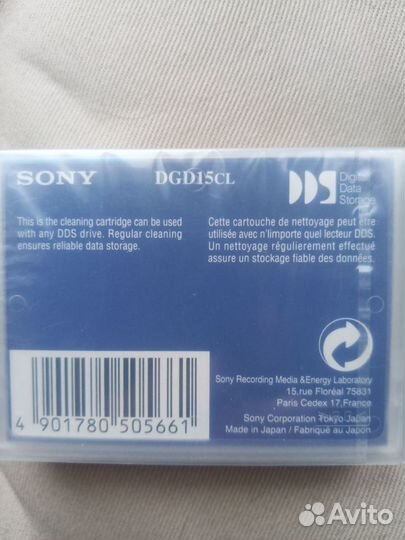 SONY DGD15CL DDS Digital
Data
Storage
This is the cleaning cartridge can be used
with any DDS drive. Regular cleaning
ensures reliable data storage.
Cette cartouche de nettoyage peut être
utilisée avec n'importe quel lecteur DDS.
Un nettoyage régulierement effectué
assure un stockage fiable des données.
Sony Recording Media &Energy Laboratory
15,rue Floréal 75831
Paris Cedex 17,France
Sony Corporation Tokyo Japan
Made in Japan / Fabriqué au Japon
4 901780 505661
Avito